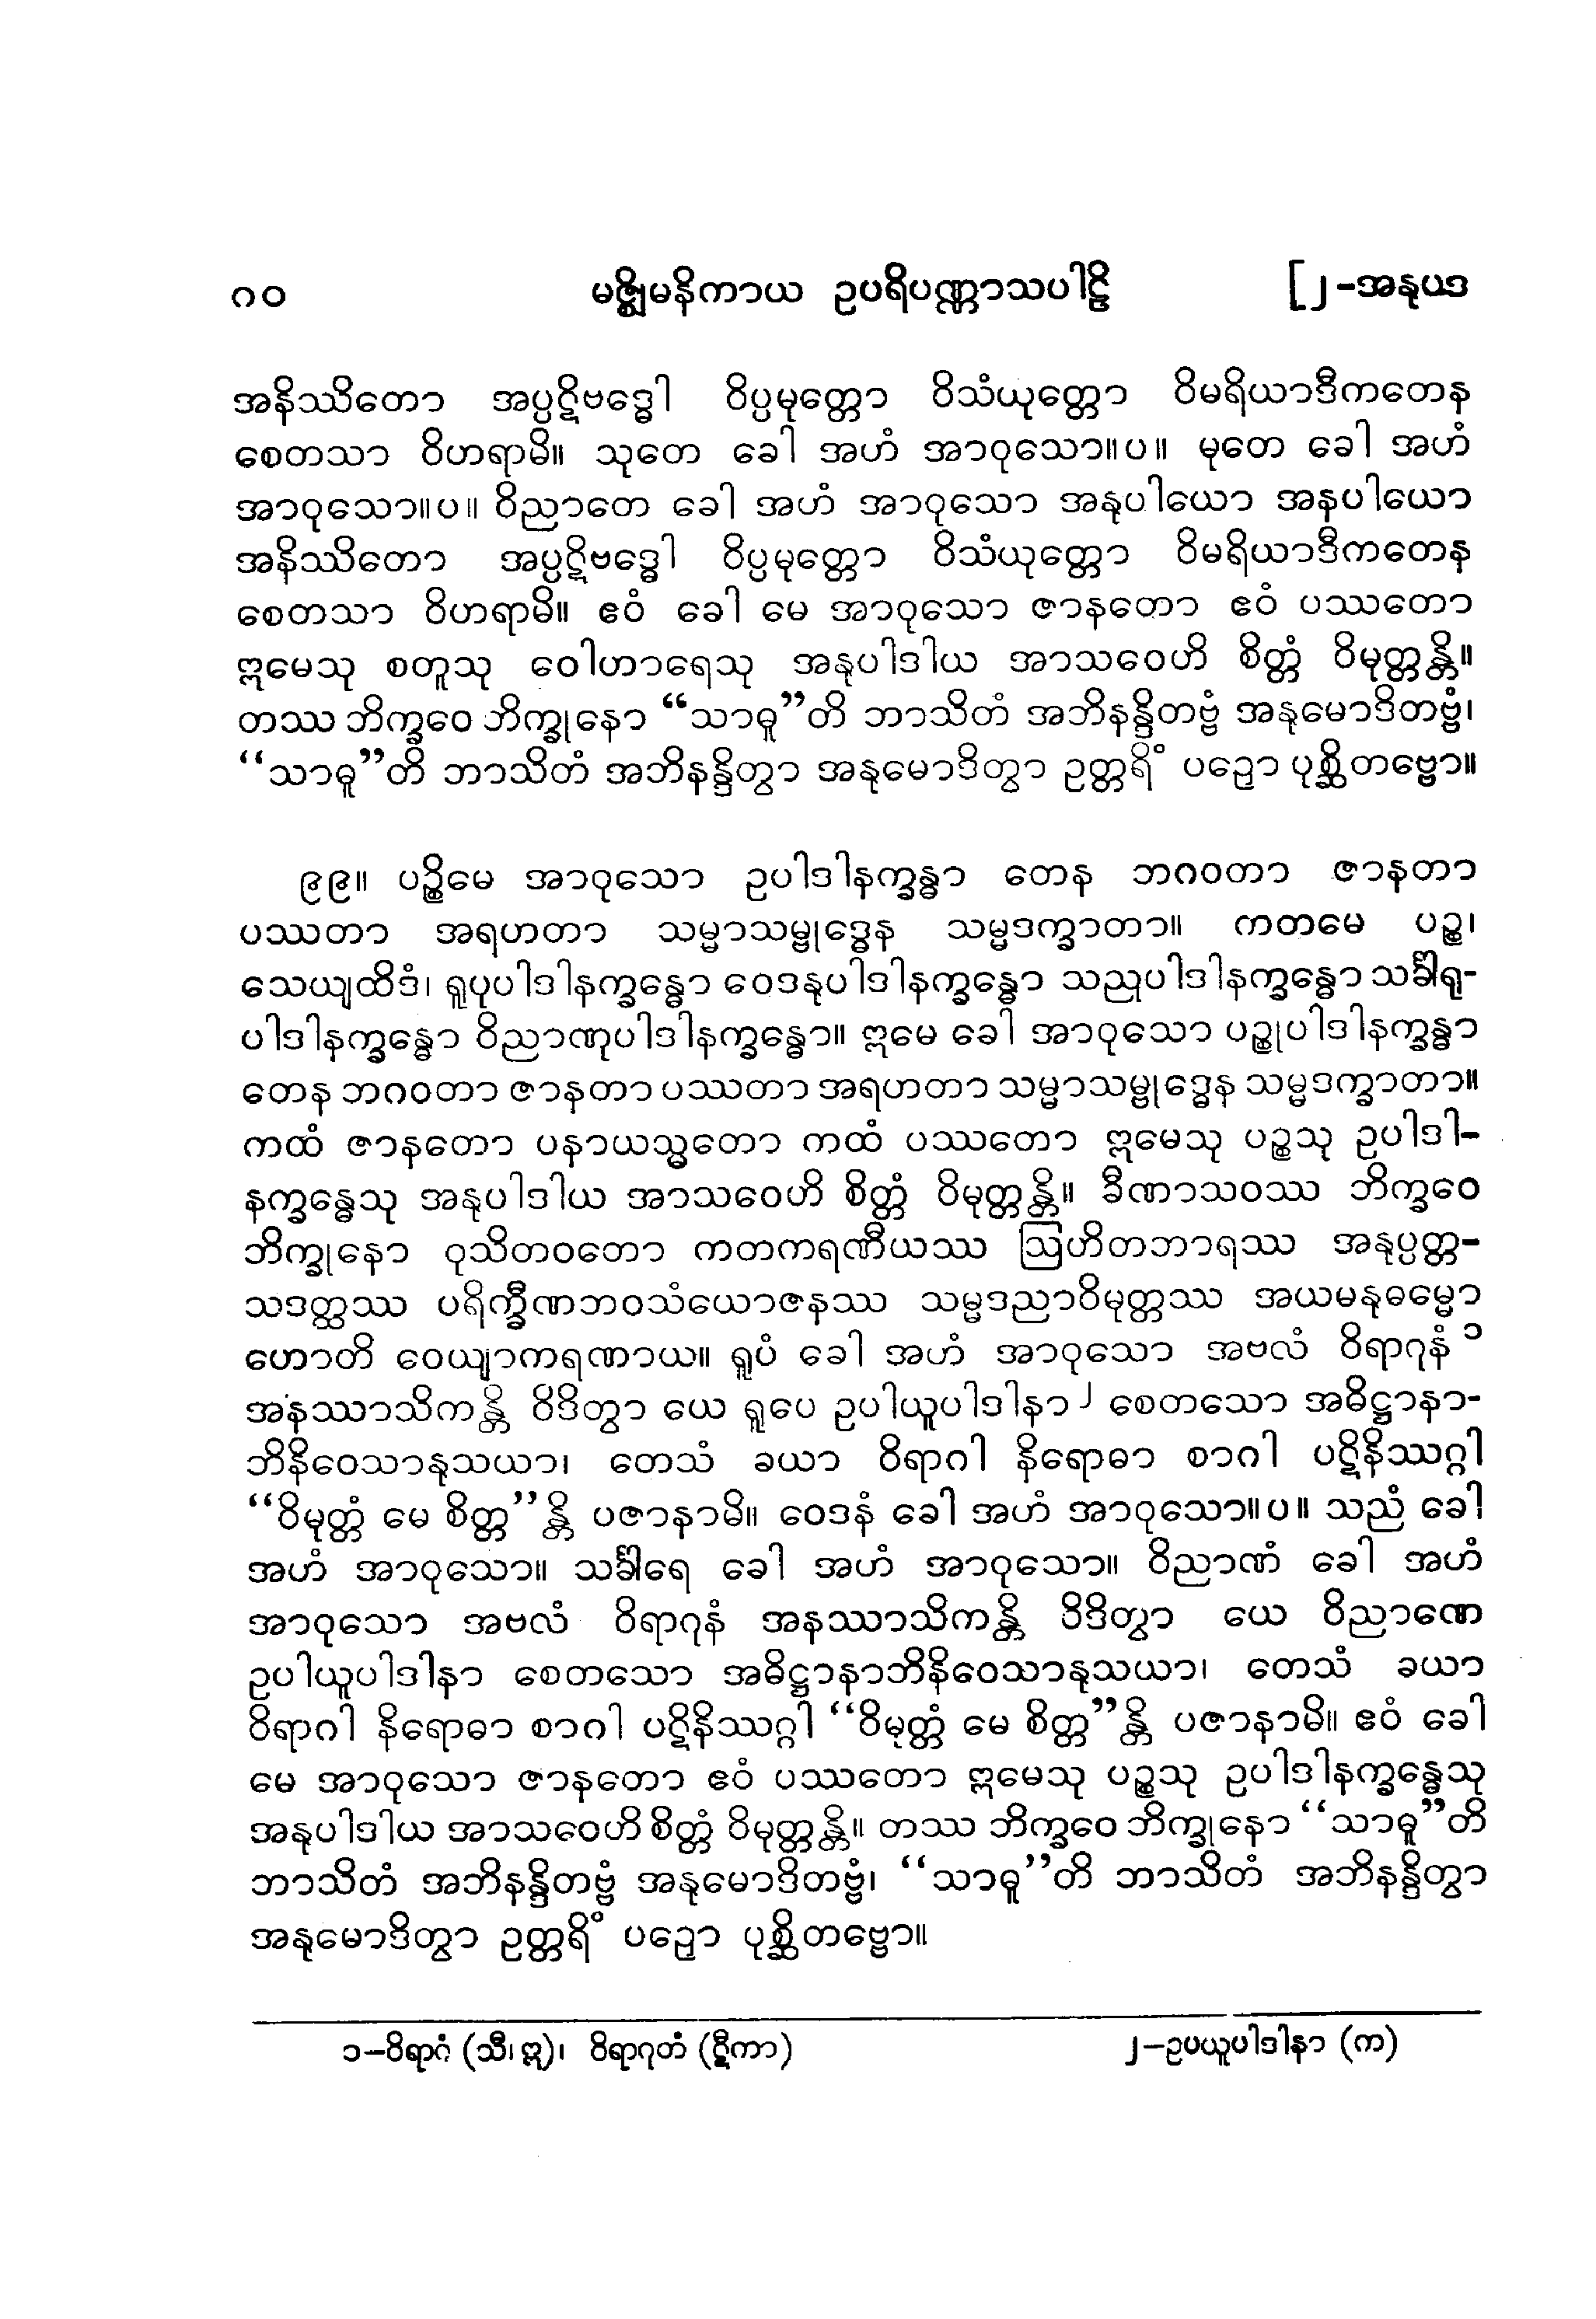 ၈၀ မဇ္ဈိမနိကာယ ဥပရိပဏ္ဏာသပါဠိ [၂-အနုပဒ
အနိဿိတော အပ္ပဋိဗဒ္ဓေါ ဝိပ္ပမုတ္တော ဝိသံယုတ္တော ဝိမရိယာဒီကတေန
စေတသာ ဝိဟရာမိ။ သုတေ ခေါ အဟံ အာဝုသော။ပ။ မုတေ ခေါ အဟံ
အာဝုသော။ပ။ ဝိညာတေ ခေါ အဟံ အာဝုသော အနုပါယော အနပါယော
အနိဿိတော အပ္ပဋိဗဒ္ဓေါ ဝိပ္ပမုတ္တော ဝိသံယုတ္တော ဝိမရိယာဒီကတေန
စေတသာ ဝိဟရာမိ။ ဧဝံ ခေါ မေ အာဝုသော ဇာနတော ဧဝံ ပဿတော
ဣမေသု စတူသု ဝေါဟာရေသု အနုပါဒါယ အာသဝေဟိ စိတ္တံ ဝိမုတ္တန္တိ။
တဿ ဘိက္ခဝေ ဘိက္ခုနော “သာဓူ”တိ ဘာသိတံ အဘိနန္ဒိတဗ္ဗံ အနုမောဒိတဗ္ဗံ၊
“သာဓူ”တိ ဘာသိတံ အဘိနန္ဒိတွာ အနုမောဒိတွာ ဥတ္တရိံ ပဉှော ပုစ္ဆိတဗ္ဗော။
၉၉။ ပဉ္စိမေ အာဝုသော ဥပါဒါနက္ခန္ဓာ တေန ဘဂဝတာ ဇာနတာ
ပဿတာ အရဟတာ သမ္မာသမ္ဗုဒ္ဓေန သမ္မဒက္ခာတာ။ ကတမေ ပဉ္စ၊
သေယျထိဒံ၊ ရူပုပါဒါနက္ခန္ဓော ဝေဒနုပါဒါနက္ခန္ဓော သညုပါဒါနက္ခန္ဓော သင်္ခါရု-
ပါဒါနက္ခန္ဓော ဝိညာဏုပါဒါနက္ခန္ဓော။ ဣမေ ခေါ အာဝုသော ပဉ္စုပါဒါနက္ခန္ဓာ
တေန ဘဂဝတာ ဇာနတာ ပဿတာ အရဟတာ သမ္မာသမ္ဗုဒ္ဓေန သမ္မဒက္ခာတာ။
ကထံ ဇာနတော ပနာယသ္မတော ကထံ ပဿတော ဣမေသု ပဉ္စသု ဥပါဒါ-
နက္ခန္ဓေသု အနုပါဒါယ အာသဝေဟိ စိတ္တံ ဝိမုတ္တန္တိ။ ခီဏာသဝဿ ဘိက္ခဝေ
ဘိက္ခုနော ဝုသိတဝတော ကတကရဏီယဿ ဩဟိတဘာရဿ အနုပ္ပတ္တ-
သဒတ္ထဿ ပရိက္ခီဏဘဝသံယောဇနဿ သမ္မဒညာဝိမုတ္တဿ အယမနုဓမ္မော
ဟောတိ ဝေယျာကရဏာယ။ ရူပံ ခေါ အဟံ အာဝုသော အဗလံ ဝိရာဂုနံ ၁
အနဿာသိကန္တိ ဝိဒိတွာ ယေ ရူပေ ဥပါယူပါဒါနာ၂ စေတသော အဓိဋ္ဌာနာ-
ဘိနိဝေသာနုသယာ၊ တေသံ ခယာ ဝိရာဂါ နိရောဓာ စာဂါ ပဋိနိဿဂ္ဂါ
“ဝိမုတ္တံ မေ စိတ္တ”န္တိ ပဇာနာမိ။ ဝေဒနံ ခေါ အဟံ အာဝုသော။ပ။ သညံ ခေါ
အဟံ အာဝုသော။ သင်္ခါရေ ခေါ အဟံ အာဝုသော။ ဝိညာဏံ ခေါ အဟံ
အာဝုသော အဗလံ ဝိရာဂုနံ အနဿာသိကန္တိ ဝိဒိတွာ ယေ ဝိညာဏေ
ဥပါယူပါဒါနာ စေတသော အဓိဋ္ဌာနာဘိနိဝေသာနုသယာ၊ တေသံ ခယာ
ဝိရာဂါ နိရောဓာ စာဂါ ပဋိနိဿဂ္ဂါ “ဝိမုတ္တံ မေ စိတ္တ”န္တိ ပဇာနာမိ။ ဧဝံ ခေါ
မေ အာဝုသော ဇာနတော ဧဝံ ပဿတော ဣမေသု ပဉ္စသု ဥပါဒါနက္ခန္ဓေသု
အနုပါဒါယ အာသဝေဟိ စိတ္တံ ဝိမုတ္တန္တိ။ တဿ ဘိက္ခဝေ ဘိက္ခုနော “သာဓူ”တိ
ဘာသိတံ အဘိနန္ဒိတဗ္ဗံ အနုမောဒိတဗ္ဗံ၊ “သာဓူ”တိ ဘာသိတံ အဘိနန္ဒိတွာ
အနုမောဒိတွာ ဥတ္တရိံ ပဉှော ပုစ္ဆိတဗ္ဗော။
၁-ဝိရာဂံ (သီ၊ ဣ)၊ ဝိရာဂုတံ (ဋီကာ) ၂-ဥပယူပါဒါနာ (က)